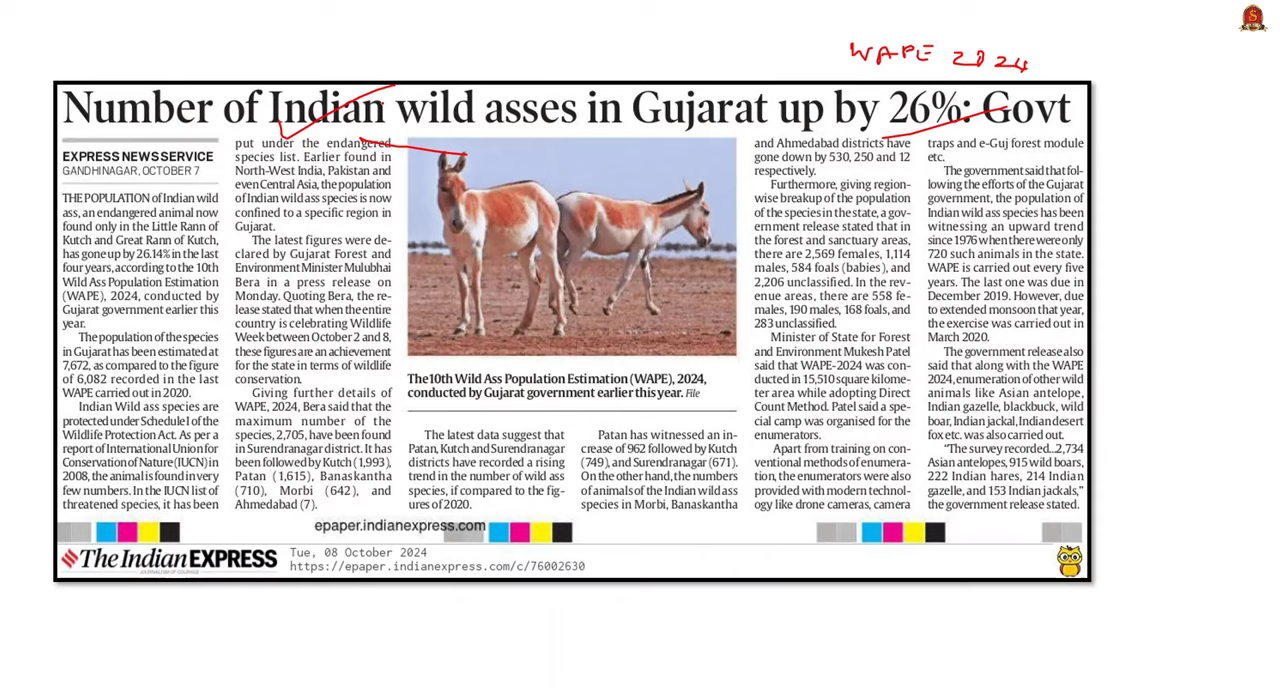 WAPE 2024
Number of Indian wild asses in Gujarat up by 26%: Govt
EXPRESS NEWS SERVICE
GANDHINAGAR, OCTOBER 7
THE POPULATION of Indian wild
ass, an endangered animal now
found only in the Little Rann of
Kutch and Great Rann of Kutch,
has gone up by 26.14% in the last
four years, according to the 10th
Wild Ass Population Estimation
(WAPE), 2024, conducted by
Gujarat government earlier this
year.
The population of the species
in Gujarat has been estimated at
7,672, as compared to the figure
of 6,082 recorded in the last
WAPE carried out in 2020.
Indian Wild ass species are
protected under Schedule I of the
Wildlife Protection Act. As per a
report of International Union for
Conservation of Nature (IUCN) in
2008, the animal is found in very
few numbers. In the IUCN list of
threatened species, it has been
put under the endangered
species list. Earlier found in
North-West India, Pakistan and
even Central Asia, the population
of Indian wild ass species is now
confined to a specific region in
Gujarat.
The latest figures were de-
clared by Gujarat Forest and
Environment Minister Mulubhai
Bera in a press release on
Monday. Quoting Bera, the re-
lease stated that when the entire
country is celebrating Wildlife
Week between October 2 and 8,
these figures are an achievement
for the state in terms of wildlife
conservation.
Giving further details of
WAPE, 2024, Bera said that the
maximum number of the
species, 2,705, have been found
in Surendranagar district. It has
been followed by Kutch (1,993),
Patan (1,615), Banaskantha
(710), Morbi (642), and
Ahmedabad (7).
The 10th Wild Ass Population Estimation (WAPE), 2024,
conducted by Gujarat government earlier this year. File
The latest data suggest that
Patan, Kutch and Surendranagar
districts have recorded a rising
trend in the number of wild ass
species, if compared to the fig-
ures of 2020.
Patan has witnessed an in-
crease of 962 followed by Kutch
(749), and Surendranagar (671).
On the other hand, the numbers
of animals of the Indian wild ass
species in Morbi, Banaskantha
and Ahmedabad districts have
gone down by 530, 250 and 12
respectively.
Furthermore, giving region-
wise breakup of the population
of the species in the state, a gov-
ernment release stated that in
the forest and sanctuary areas,
there are 2,569 females, 1,114
males, 584 foals (babies), and
2,206 unclassified. In the rev-
enue areas, there are 558 fe-
males, 190 males, 168 foals, and
283 unclassified.
Minister of State for Forest
and Environment Mukesh Patel
said that WAPE-2024 was con-
ducted in 15,510 square kilome-
ter area while adopting Direct
Count Method. Patel said a spe-
cial camp was organised for the
enumerators.
Apart from training on con-
ventional methods of enumera-
tion, the enumerators were also
provided with modern technol-
ogy like drone cameras, camera
traps and e-Guj forest module
etc.
The government said that fol-
lowing the efforts of the Gujarat
government, the population of
Indian wild ass species has been
witnessing an upward trend
since 1976 when there were only
720 such animals in the state.
WAPE is carried out every five
years. The last one was due in
December 2019. However, due
to extended monsoon that year,
the exercise was carried out in
March 2020.
The government release also
said that along with the WAPE
2024, enumeration of other wild
animals like Asian antelope,
Indian gazelle, blackbuck, wild
boar, Indian jackal, Indian desert
fox etc. was also carried out.
"The survey recorded...2,734
Asian antelopes, 915 wild boars,
222 Indian hares, 214 Indian
gazelle, and 153 Indian jackals,"
the government release stated.
epaper.indianexpress.com
The Indian EXPRESS
JOURNALISM OF COURAGE
Tue, 08 October 2024
https://epaper.indianexpress.com/c/76002630